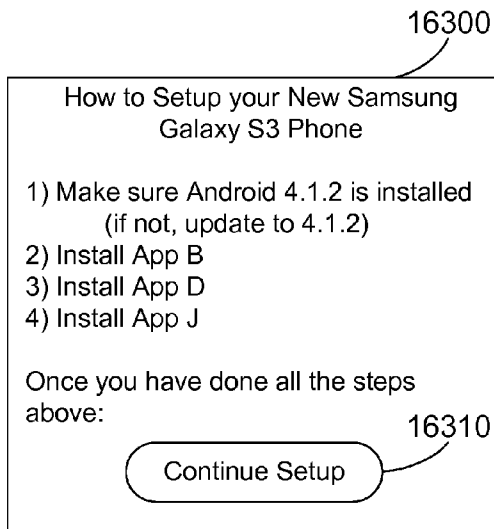 16300
How to Setup your New Samsung
Galaxy S3 Phone
1) Make sure Android 4.1.2 is installed
(if not, update to 4.1.2)
2) Install App B
3) Install App D
4) Install App J
Once you have done all the steps
above:
16310
Continue Setup